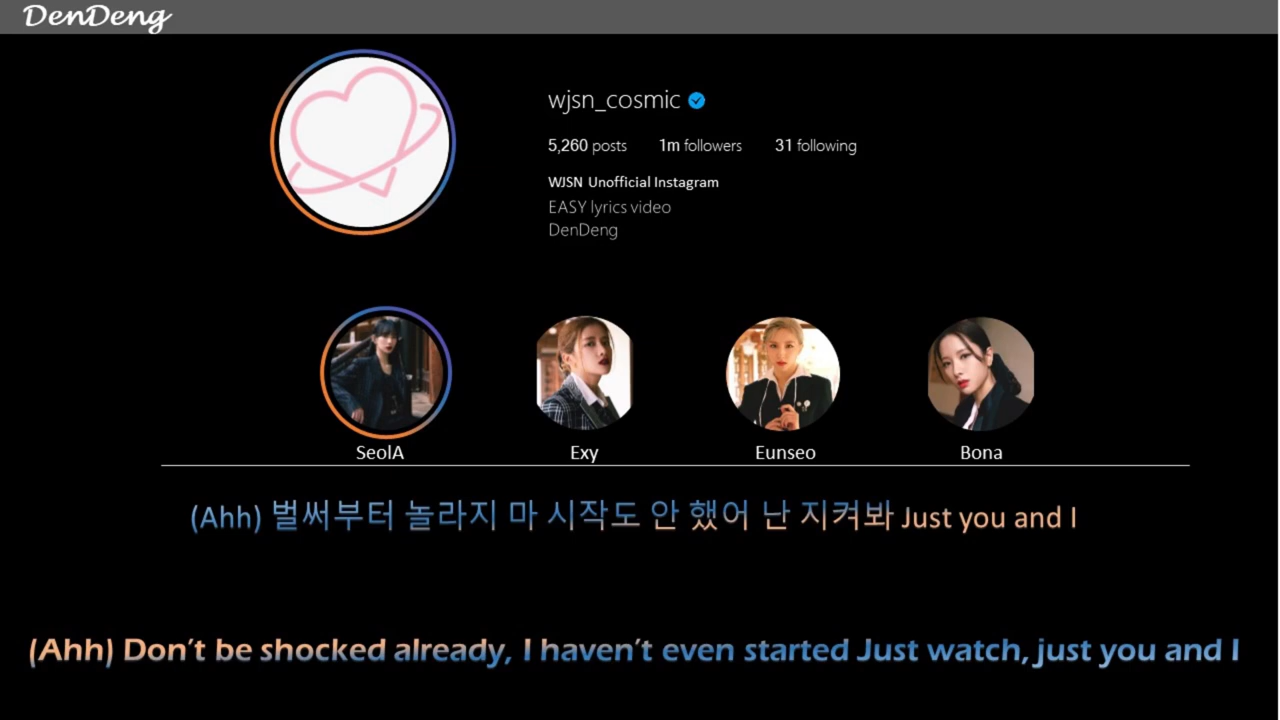 DenDeng
wjsn_cosmic
5,260 posts 1m followers 31 following
WJSN Unofficial Instagram
EASY lyrics video
DenDeng
SeolA Exy Eunseo Bona
(Ahh) 벌써부터 놀라지 마 시작도 안 했어 난 지켜봐 Just you and I
(Ahh) Don't be shocked already, I haven't even started Just watch, just you and I